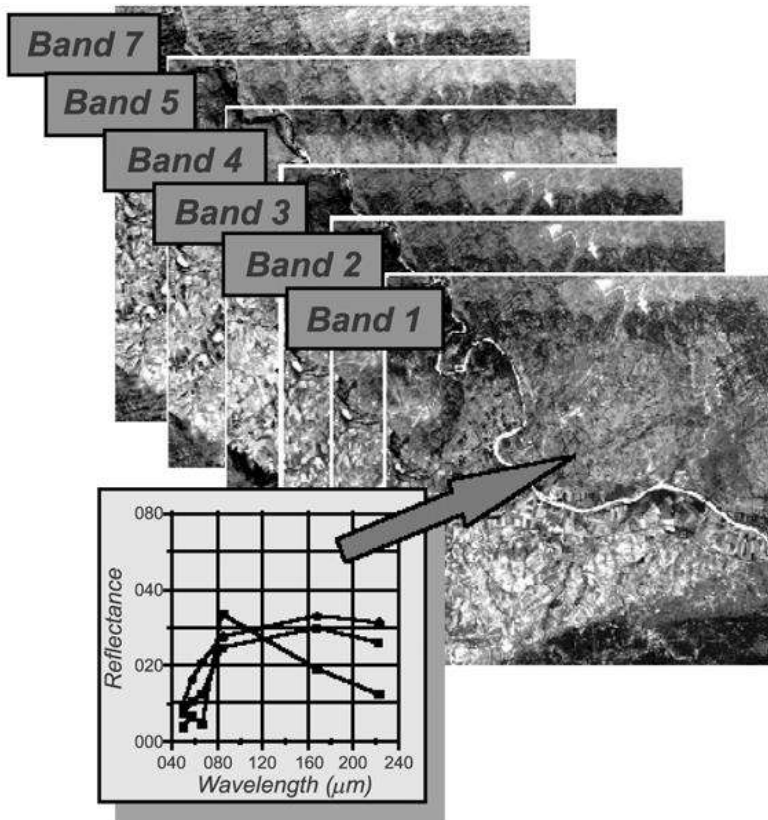 Band 7
Band 5
Band 4
Band 3
Band 2
Band 1
080
040
020
000
Reflectance
040 080 120 160 200 240
Wavelength (μm)